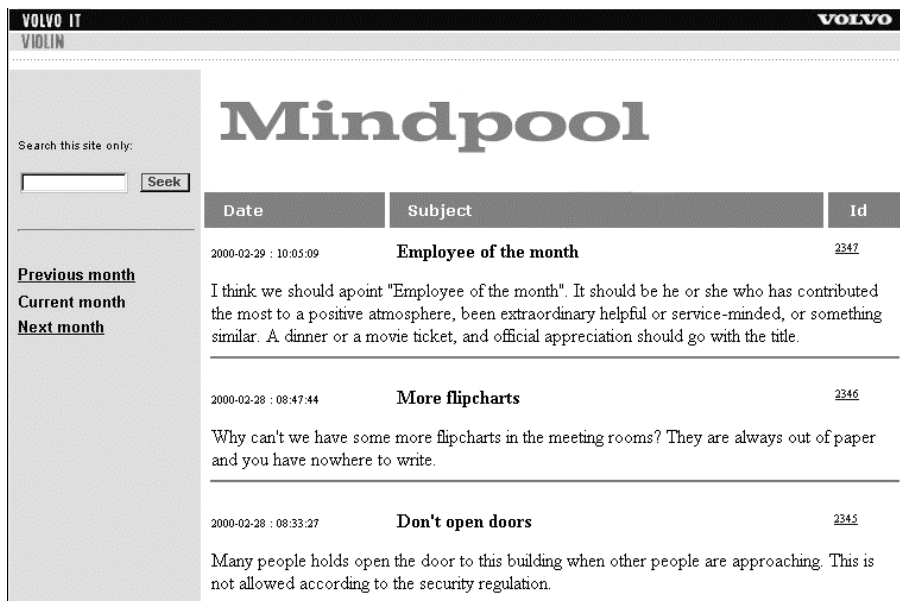 VOLVO IT VOLVO
VIOLIN
Mindpool
Search this site only:
Seek
Previous month
Current month
Next month
Date Subject Id
2000-02-29 : 10:05:09 Employee of the month 2347
I think we should apoint "Employee of the month". It should be he or she who has contributed
the most to a positive atmosphere, been extraordinary helpful or service-minded, or something
similar. A dinner or a movie ticket, and official appreciation should go with the title.
2000-02-28 : 08:47:44 More flipcharts 2346
Why can't we have some more flipcharts in the meeting rooms? They are always out of paper
and you have nowhere to write.
2000-02-28 : 08:33:27 Don't open doors 2345
Many people holds open the door to this building when other people are approaching. This is
not allowed according to the security regulation.